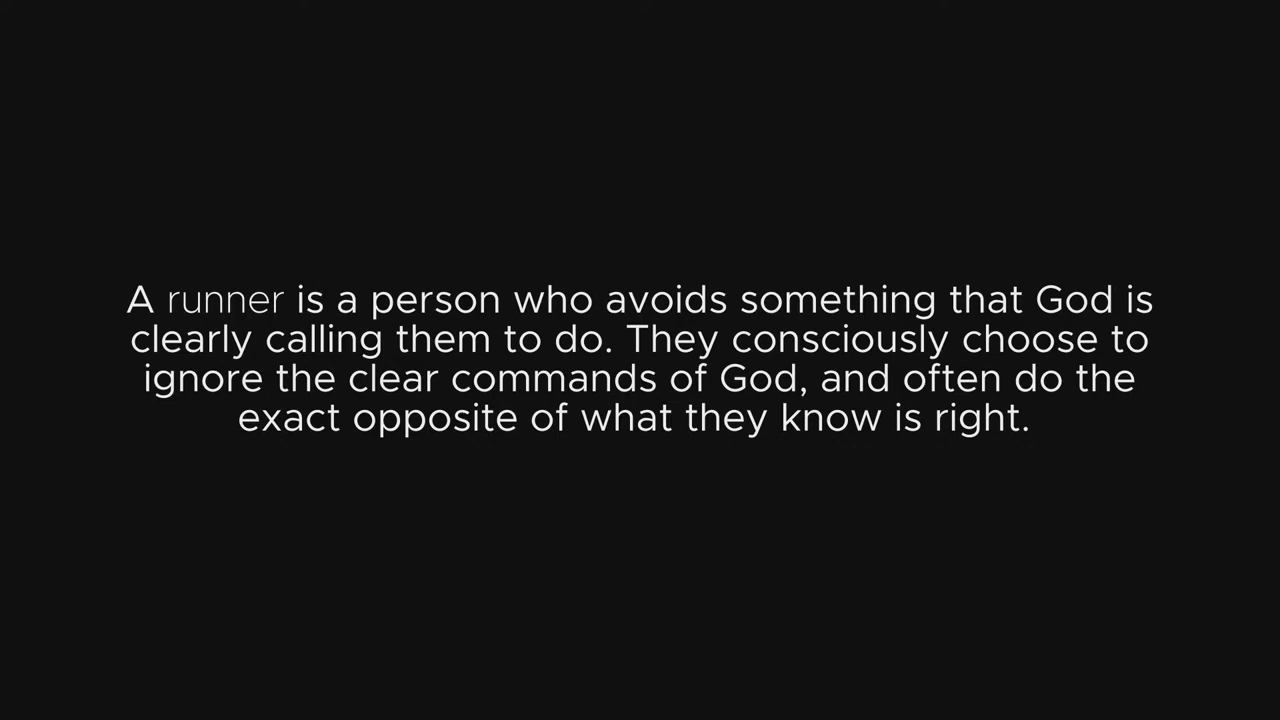 A runner is a person who avoids something that God is
clearly calling them to do. They consciously choose to
ignore the clear commands of God, and often do the
exact opposite of what they know is right.